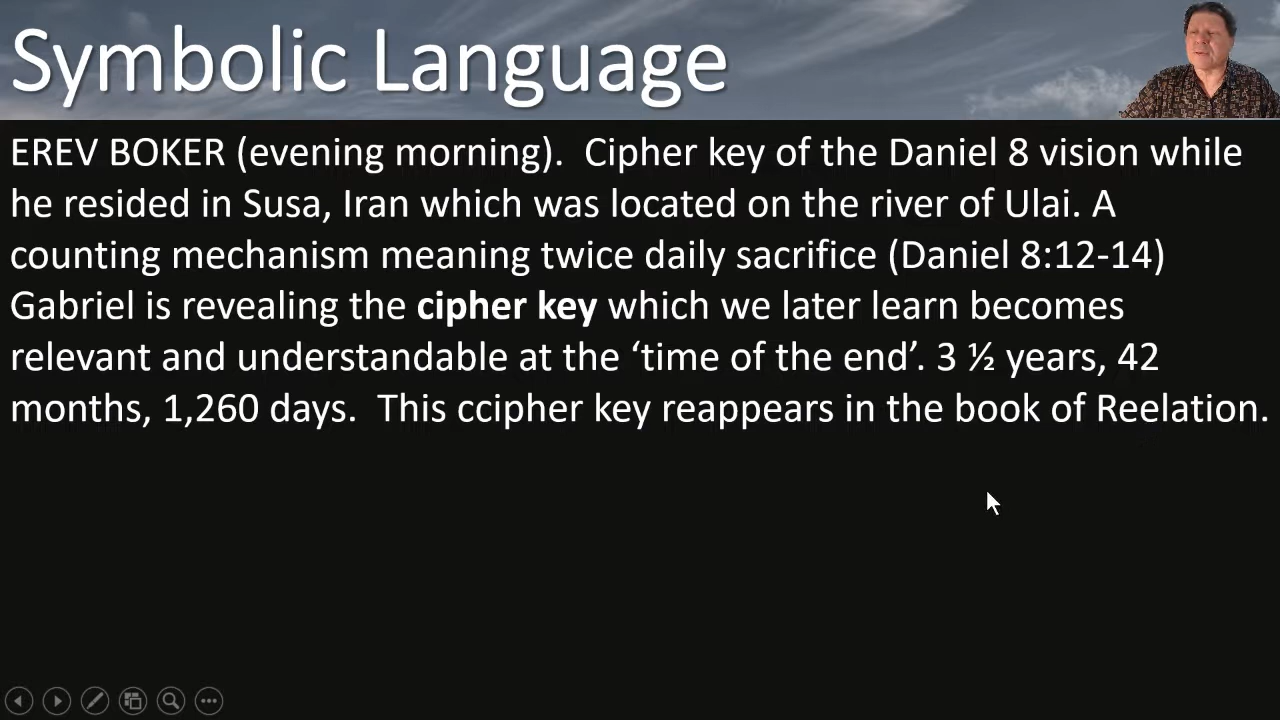 Symbolic Language
EREV BOKER (evening morning).  Cipher key of the Daniel 8 vision while
he resided in Susa, Iran which was located on the river of Ulai. A
counting mechanism meaning twice daily sacrifice (Daniel 8:12-14)
Gabriel is revealing the cipher key which we later learn becomes
relevant and understandable at the ‘time of the end’. 3 ½ years, 42
months, 1,260 days.  This ccipher key reappears in the book of Reelation.